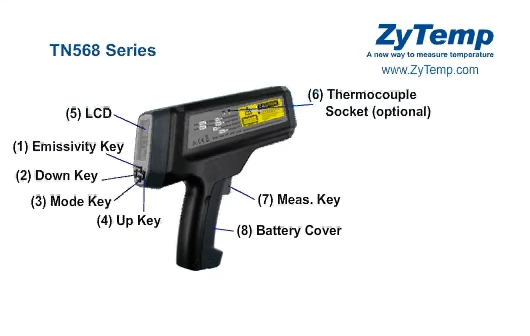 TN568 Series
ZyTemp
A new way to measure temperature
www.ZyTemp.com
(6) Thermocouple
Socket (optional)
(5) LCD
(1) Emissivity Key
(2) Down Key
(3) Mode Key
(4) Up Key
(7) Meas. Key
(8) Battery Cover